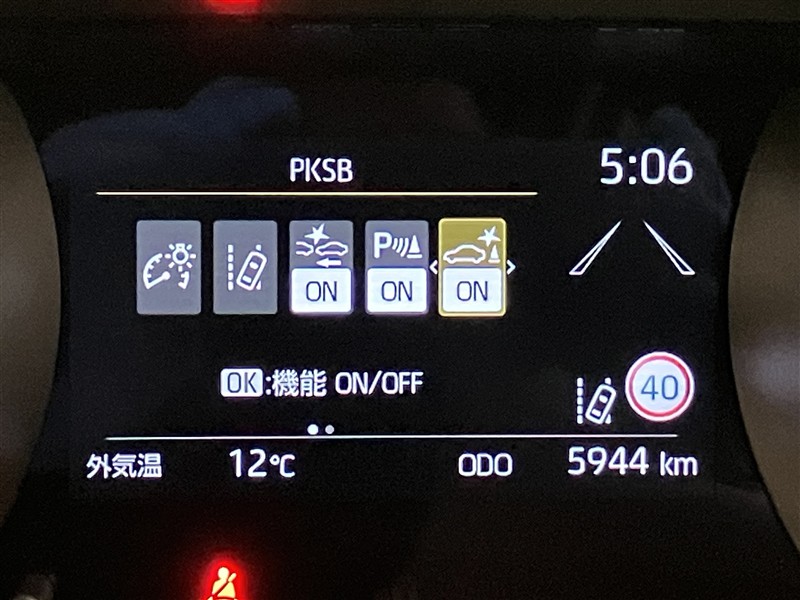 PKSB
5:06
P
ON ON ON
OK:機能 ON/OFF
40
外気温 12℃ ODO 5944 km